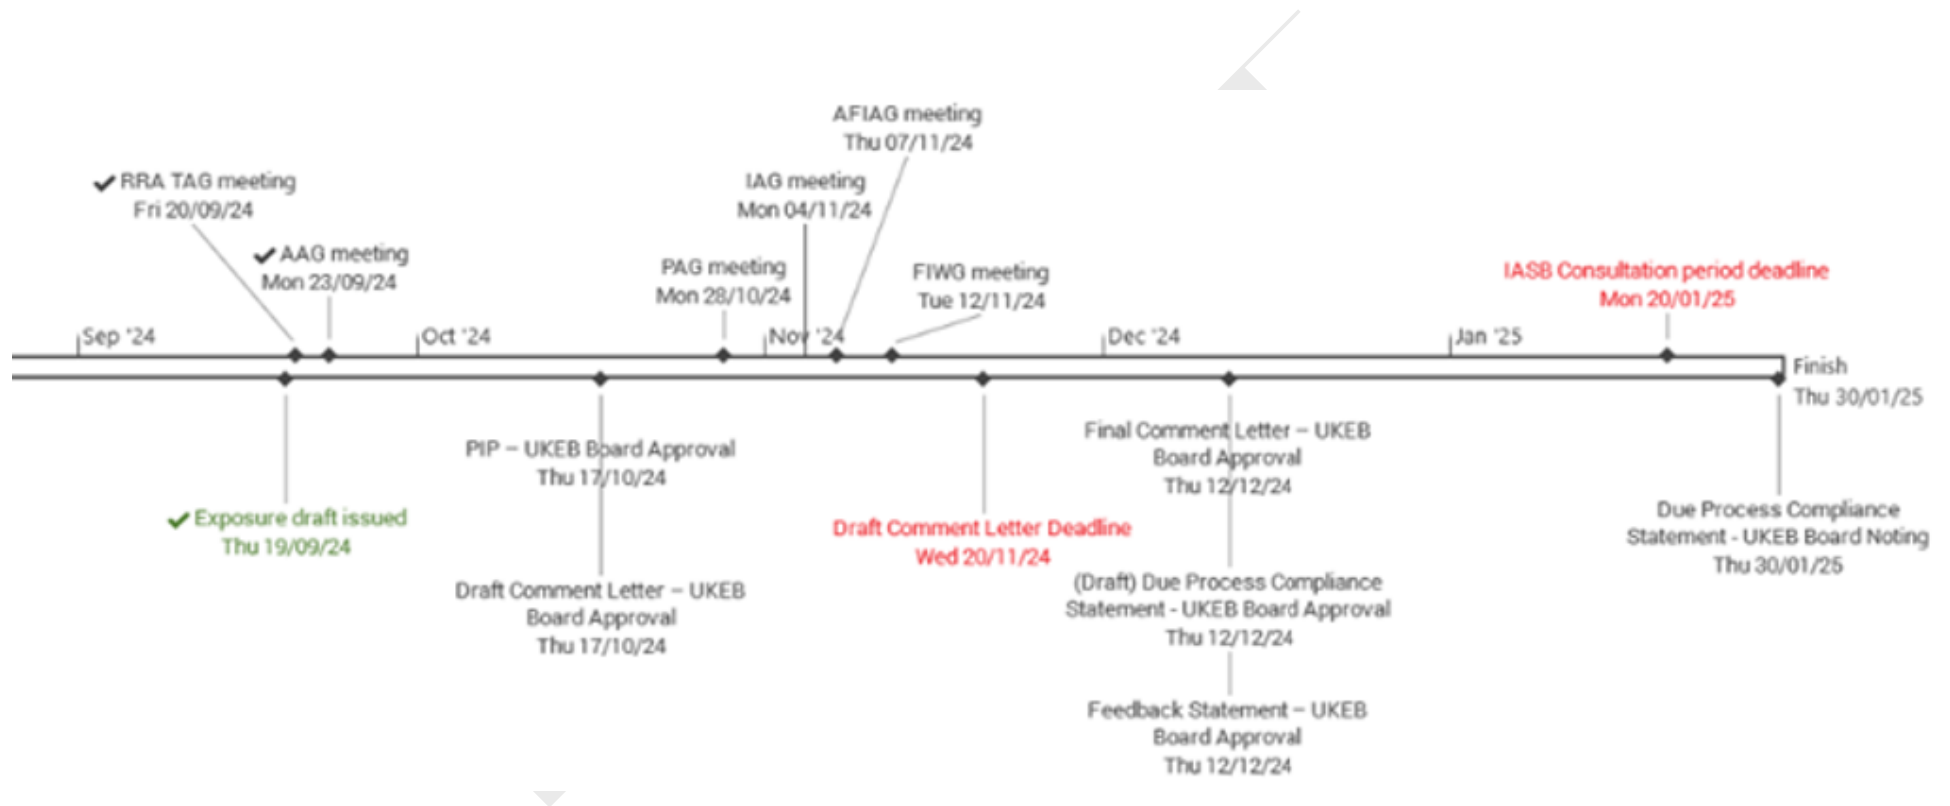 AFIAG meeting
Thu 07/11/24
✔ RRA TAG meeting
Fri 20/09/24
IAG meeting
Mon 04/11/24
✔ AAG meeting
Mon 23/09/24
PAG meeting
Mon 28/10/24
FIWG meeting
Tue 12/11/24
IASB Consultation period deadline
Mon 20/01/25
Sep '24
Oct '24
Nov '24
Dec '24
Jan '25
Finish
Thu 30/01/25
PIP – UKEB Board Approval
Thu 17/10/24
Final Comment Letter – UKEB
Board Approval
Thu 12/12/24
✔ Exposure draft issued
Thu 19/09/24
Draft Comment Letter Deadline
Wed 20/11/24
Due Process Compliance
Statement - UKEB Board Noting
Thu 30/01/25
Draft Comment Letter – UKEB
Board Approval
Thu 17/10/24
(Draft) Due Process Compliance
Statement - UKEB Board Approval
Thu 12/12/24
Feedback Statement – UKEB
Board Approval
Thu 12/12/24